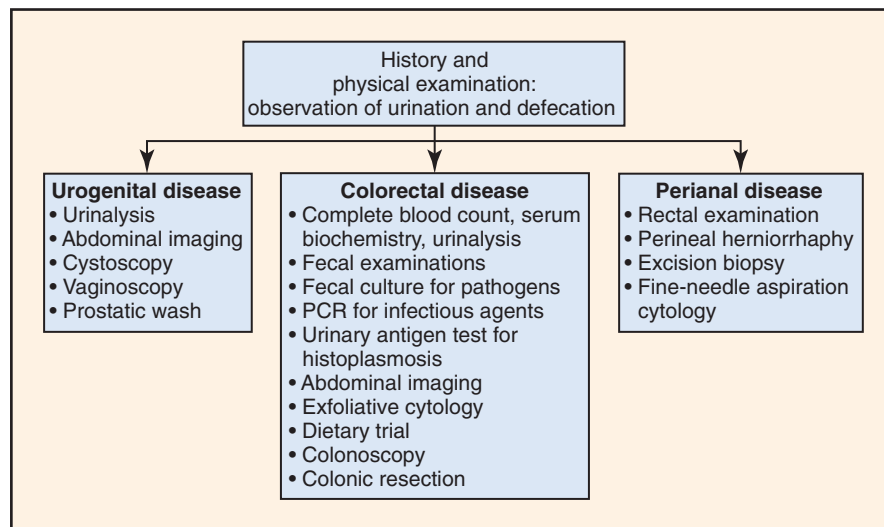 History and
physical examination:
observation of urination and defecation
Urogenital disease
• Urinalysis
• Abdominal imaging
• Cystoscopy
• Vaginoscopy
• Prostatic wash
Colorectal disease
• Complete blood count, serum
biochemistry, urinalysis
• Fecal examinations
• Fecal culture for pathogens
• PCR for infectious agents
• Urinary antigen test for
histoplasmosis
• Abdominal imaging
• Exfoliative cytology
• Dietary trial
• Colonoscopy
• Colonic resection
Perianal disease
• Rectal examination
• Perineal herniorrhaphy
• Excision biopsy
• Fine-needle aspiration
cytology